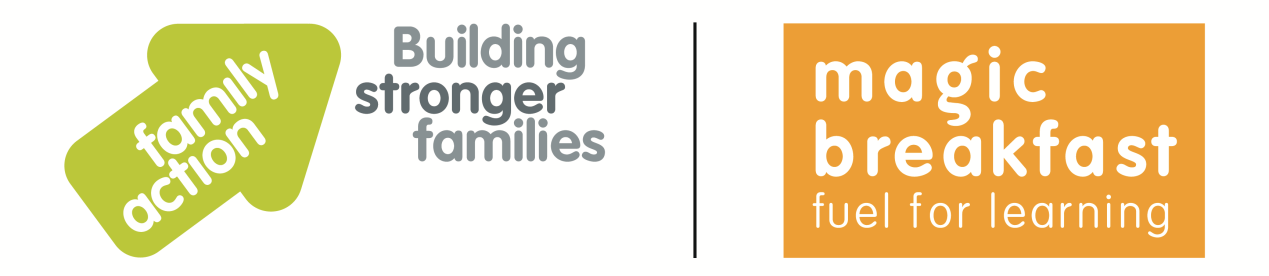 family
action
Building
stronger
families
magic
breakfast
fuel for learning